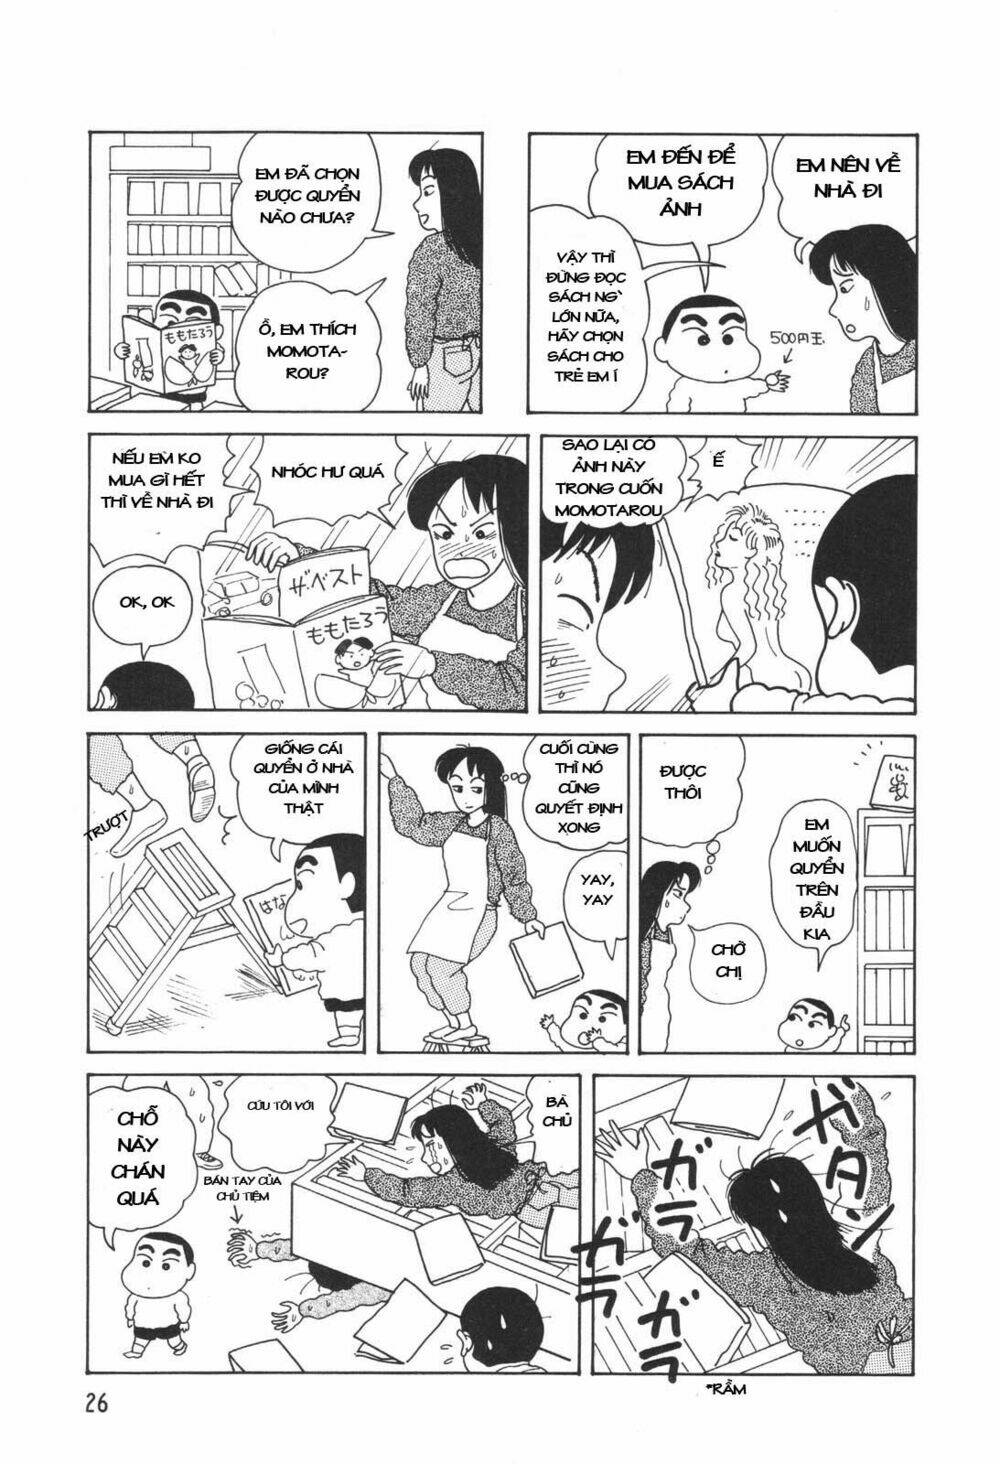 EM NÊN VỀ
NHÀ ĐI
EM ĐẾN ĐỂ
MUA SÁCH
ẢNH
500円玉
VẬY THÌ
ĐỪNG ĐỌC
SÁCH NG`
LỚN NỮA,
HÃY CHỌN
SÁCH CHO
TRẺ EM Í
EM ĐÃ CHỌN
ĐƯỢC QUYỂN
NÀO CHƯA?
Ồ, EM THÍCH
MOMOTA-
ROU?
ももたろう
Ế
SAO LẠI CÓ
ẢNH NÀY
TRONG CUỐN
MOMOTAROU
NHÓC HƯ QUÁ
NẾU EM KO
MUA GÌ HẾT
THÌ VỀ NHÀ ĐI
OK, OK
ザ・ベスト
ももたろう
EM
MUỐN
QUYỂN
TRÊN
ĐẦU
KIA
ĐƯỢC
THÔI
CHỜ
CHỊ
CUỐI CÙNG
THÌ NÓ
CŨNG
QUYẾT ĐỊNH
XONG
YAY,
YAY
GIỐNG CÁI
QUYỂN Ở NHÀ
CỦA MÌNH
THẬT
TRƯỢT
はな
ガラガラ
ガラガラ
ヤタン
*RẦM
BÀ
CHỦ
CỨU TÔI VỚI
BÁN TAY CỦA
CHỦ TIỆM
CHỖ
NÀY
CHÁN
QUÁ
26